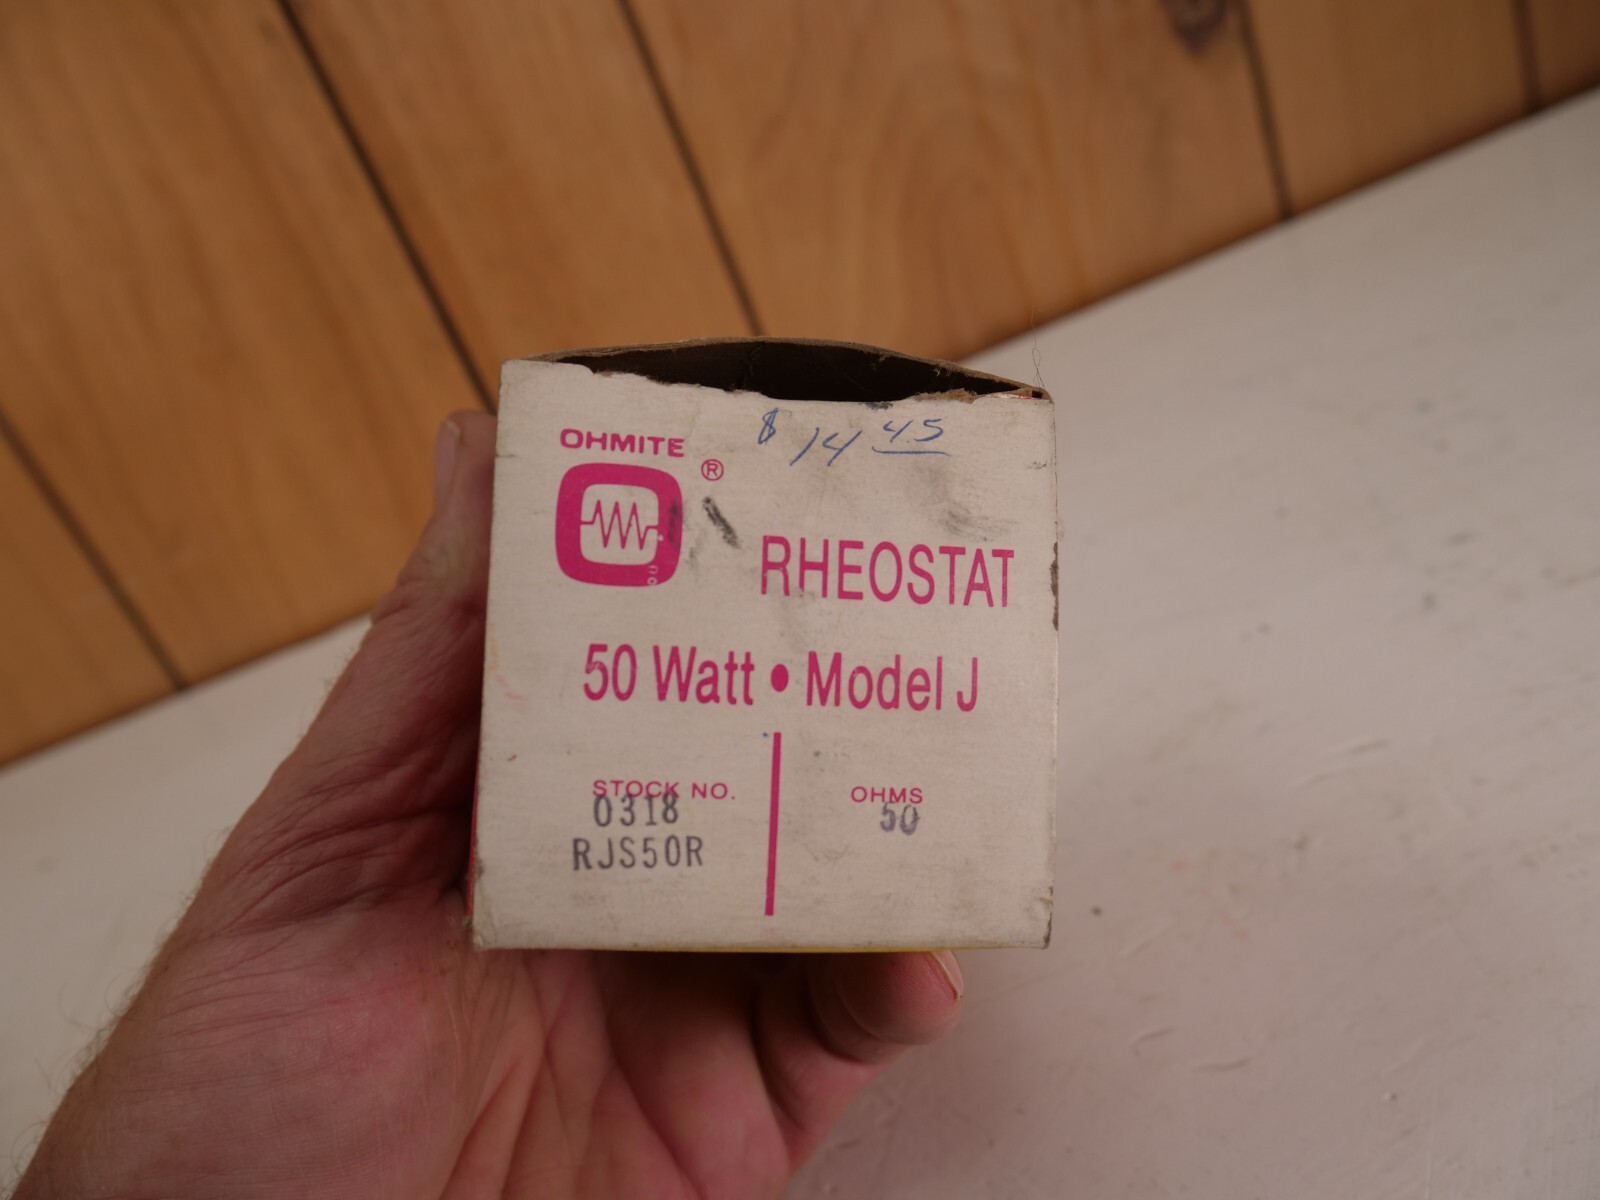 $ 14 45
OHMITE
®
RHEOSTAT
50 Watt • Model J
STOCK NO.
0318
RJS50R
OHMS
50